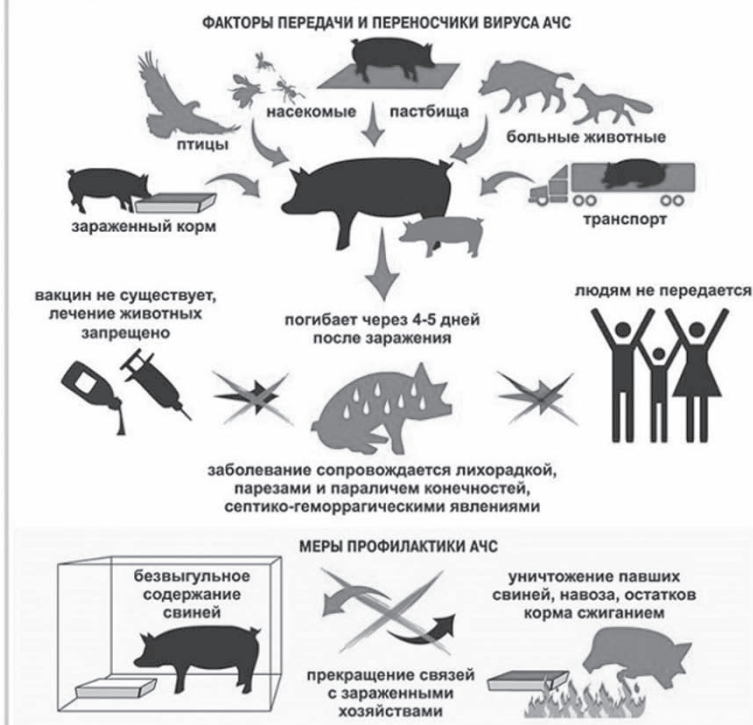 ФАКТОРЫ ПЕРЕДАЧИ И ПЕРЕНОСЧИКИ ВИРУСА АЧС
насекомые
пастбища
птицы
больные животные
зараженный корм
транспорт
вакцин не существует,
лечение животных
запрещено
погибает через 4-5 дней
после заражения
людям не передается
заболевание сопровождается лихорадкой,
парезами и параличем конечностей,
септико-геморрагическими явлениями
МЕРЫ ПРОФИЛАКТИКИ АЧС
безвыгульное
содержание
свиней
прекращение связей
с зараженными
хозяйствами
уничтожение павших
свиней, навоза, остатков
корма сжиганием